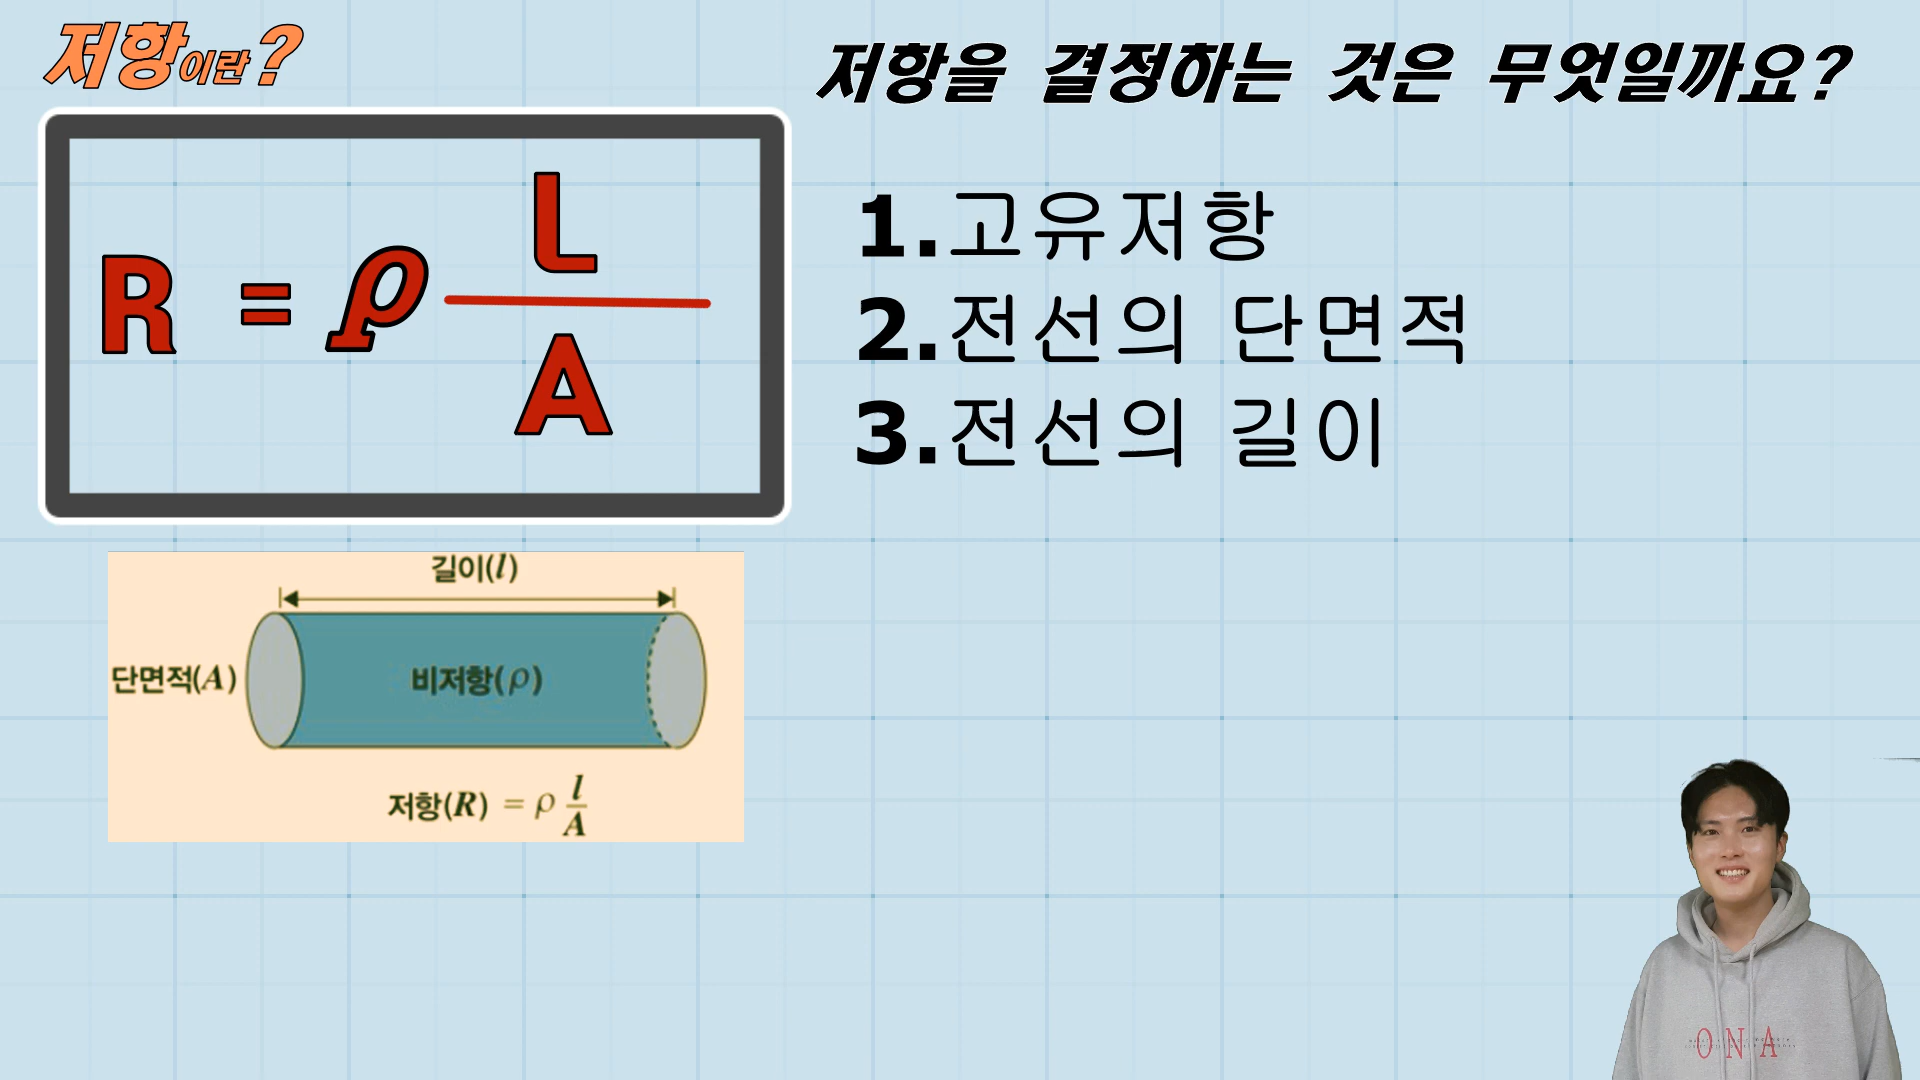 저항이란?
저항을 결정하는 것은 무엇일까요?
R = ρ L
A
1.고유저항
2.전선의 단면적
3.전선의 길이
길이(l)
단면적(A)
비저항(ρ)
저항(R) = ρ l
A
ONA